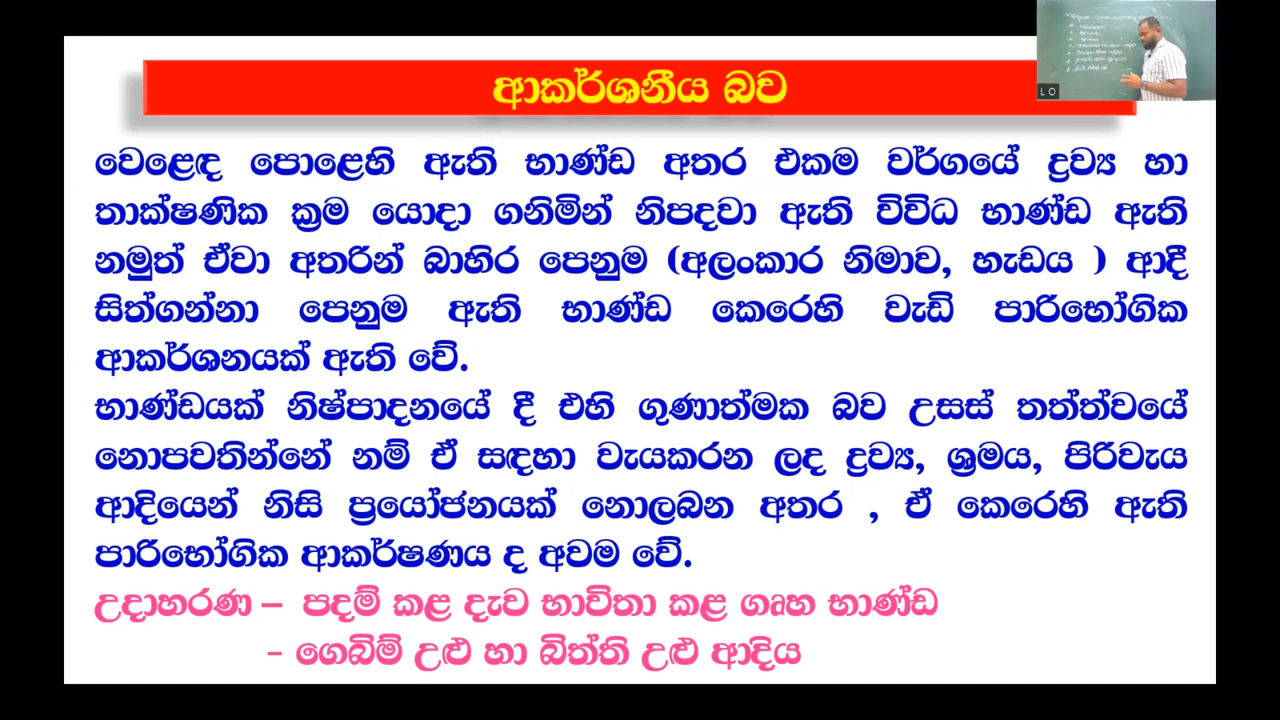 ආකර්ශනීය බව
වෙළෙඳ පොළෙහි ඇති භාණ්ඩ අතර එකම වර්ගයේ ද්‍රව්‍ය හා
තාක්ෂණික ක්‍රම යොදා ගනිමින් නිපදවා ඇති විවිධ භාණ්ඩ ඇති
නමුත් ඒවා අතරින් බාහිර පෙනුම (අලංකාර නිමාව, හැඩය ) ආදී
සිත්ගන්නා පෙනුම ඇති භාණ්ඩ කෙරෙහි වැඩි පාරිභෝගික
ආකර්ශනයක් ඇති වේ.
භාණ්ඩයක් නිෂ්පාදනයේ දී එහි ගුණාත්මක බව උසස් තත්ත්වයේ
නොපවතින්නේ නම් ඒ සඳහා වැයකරන ලද ද්‍රව්‍ය, ශ්‍රමය, පිරිවැය
ආදියෙන් නිසි ප්‍රයෝජනයක් නොලබන අතර , ඒ කෙරෙහි ඇති
පාරිභෝගික ආකර්ෂණය ද අවම වේ.
උදාහරණ – පදම් කළ දැව භාවිතා කළ ගෘහ භාණ්ඩ
- ගෙබිම් උළු හා බිත්ති උළු ආදිය
L O